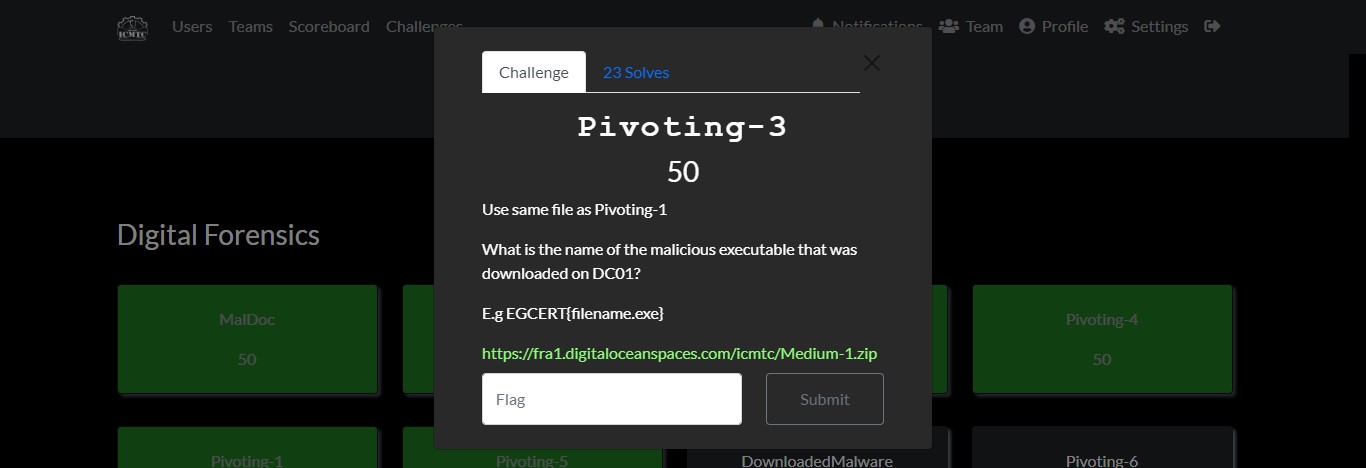 ICMTC
Users Teams Scoreboard Challenges Notifications Team Profile Settings
Challenge 23 Solves
Pivoting-3
50
Use same file as Pivoting-1
What is the name of the malicious executable that was
downloaded on DC01?
E.g EGCERT{filename.exe}
https://fra1.digitaloceanspaces.com/icmtc/Medium-1.zip
Flag Submit
Digital Forensics
MalDoc Pivoting-4
50 50
Pivoting-1 Pivoting-5 DownloadedMalware Pivoting-6